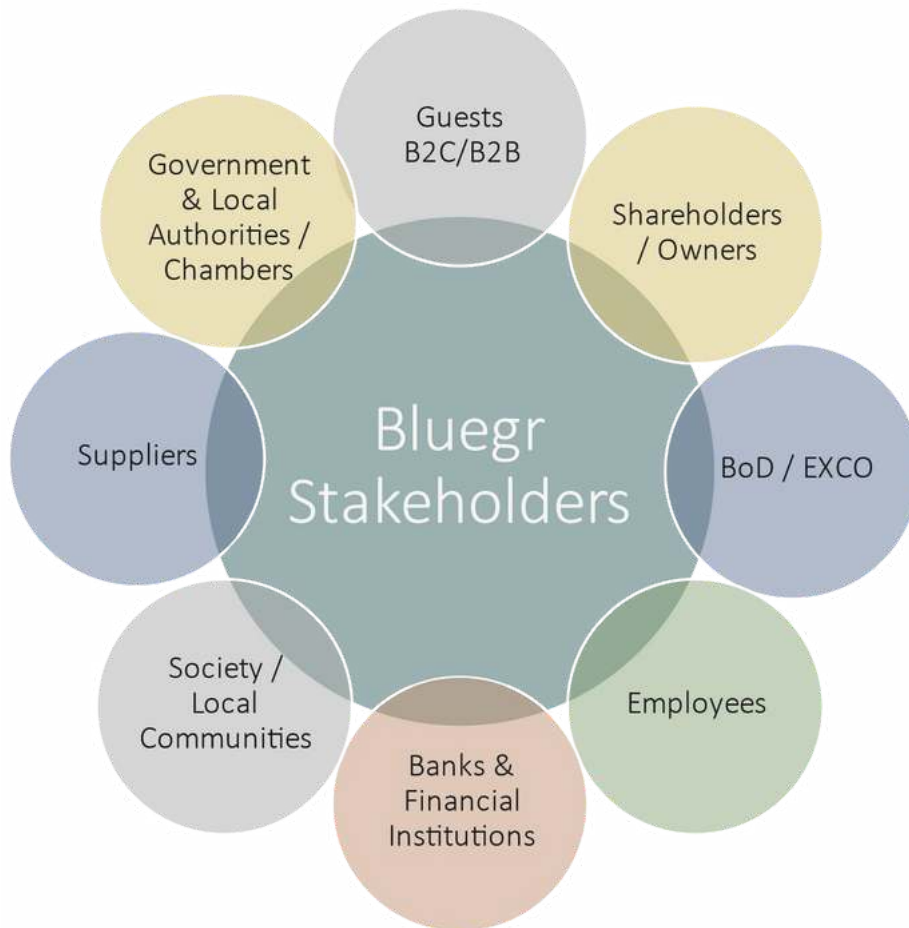 Guests
B2C/B2B
Shareholders
/ Owners
BoD / EXCO
Employees
Banks &
Financial
Institutions
Society /
Local
Communities
Suppliers
Government
& Local
Authorities /
Chambers
Bluegr
Stakeholders